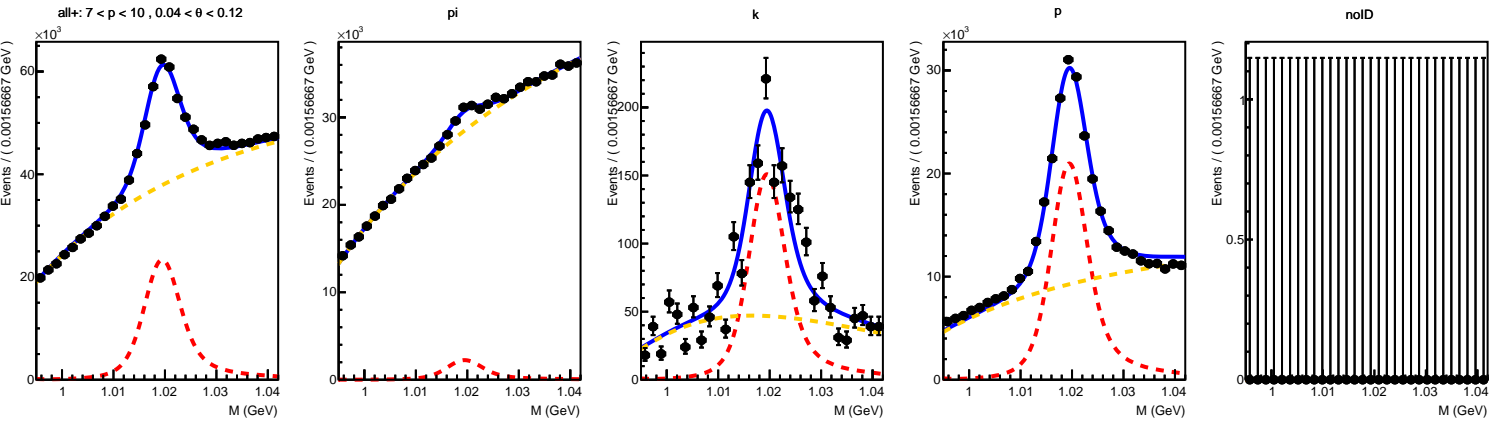 all+: 7 < p < 10 , 0.04 < θ < 0.12
×10³
Events / ( 0.00156667 GeV )
60
40
20
0
1 1.01 1.02 1.03 1.04
M (GeV)
pi
×10³
Events / ( 0.00156667 GeV )
30
20
10
0
1 1.01 1.02 1.03 1.04
M (GeV)
k
Events / ( 0.00156667 GeV )
200
150
100
50
0
1 1.01 1.02 1.03 1.04
M (GeV)
p
×10³
Events / ( 0.00156667 GeV )
30
20
10
0
1 1.01 1.02 1.03 1.04
M (GeV)
noID
Events / ( 0.00156667 GeV )
1
0.5
0
1 1.01 1.02 1.03 1.04
M (GeV)